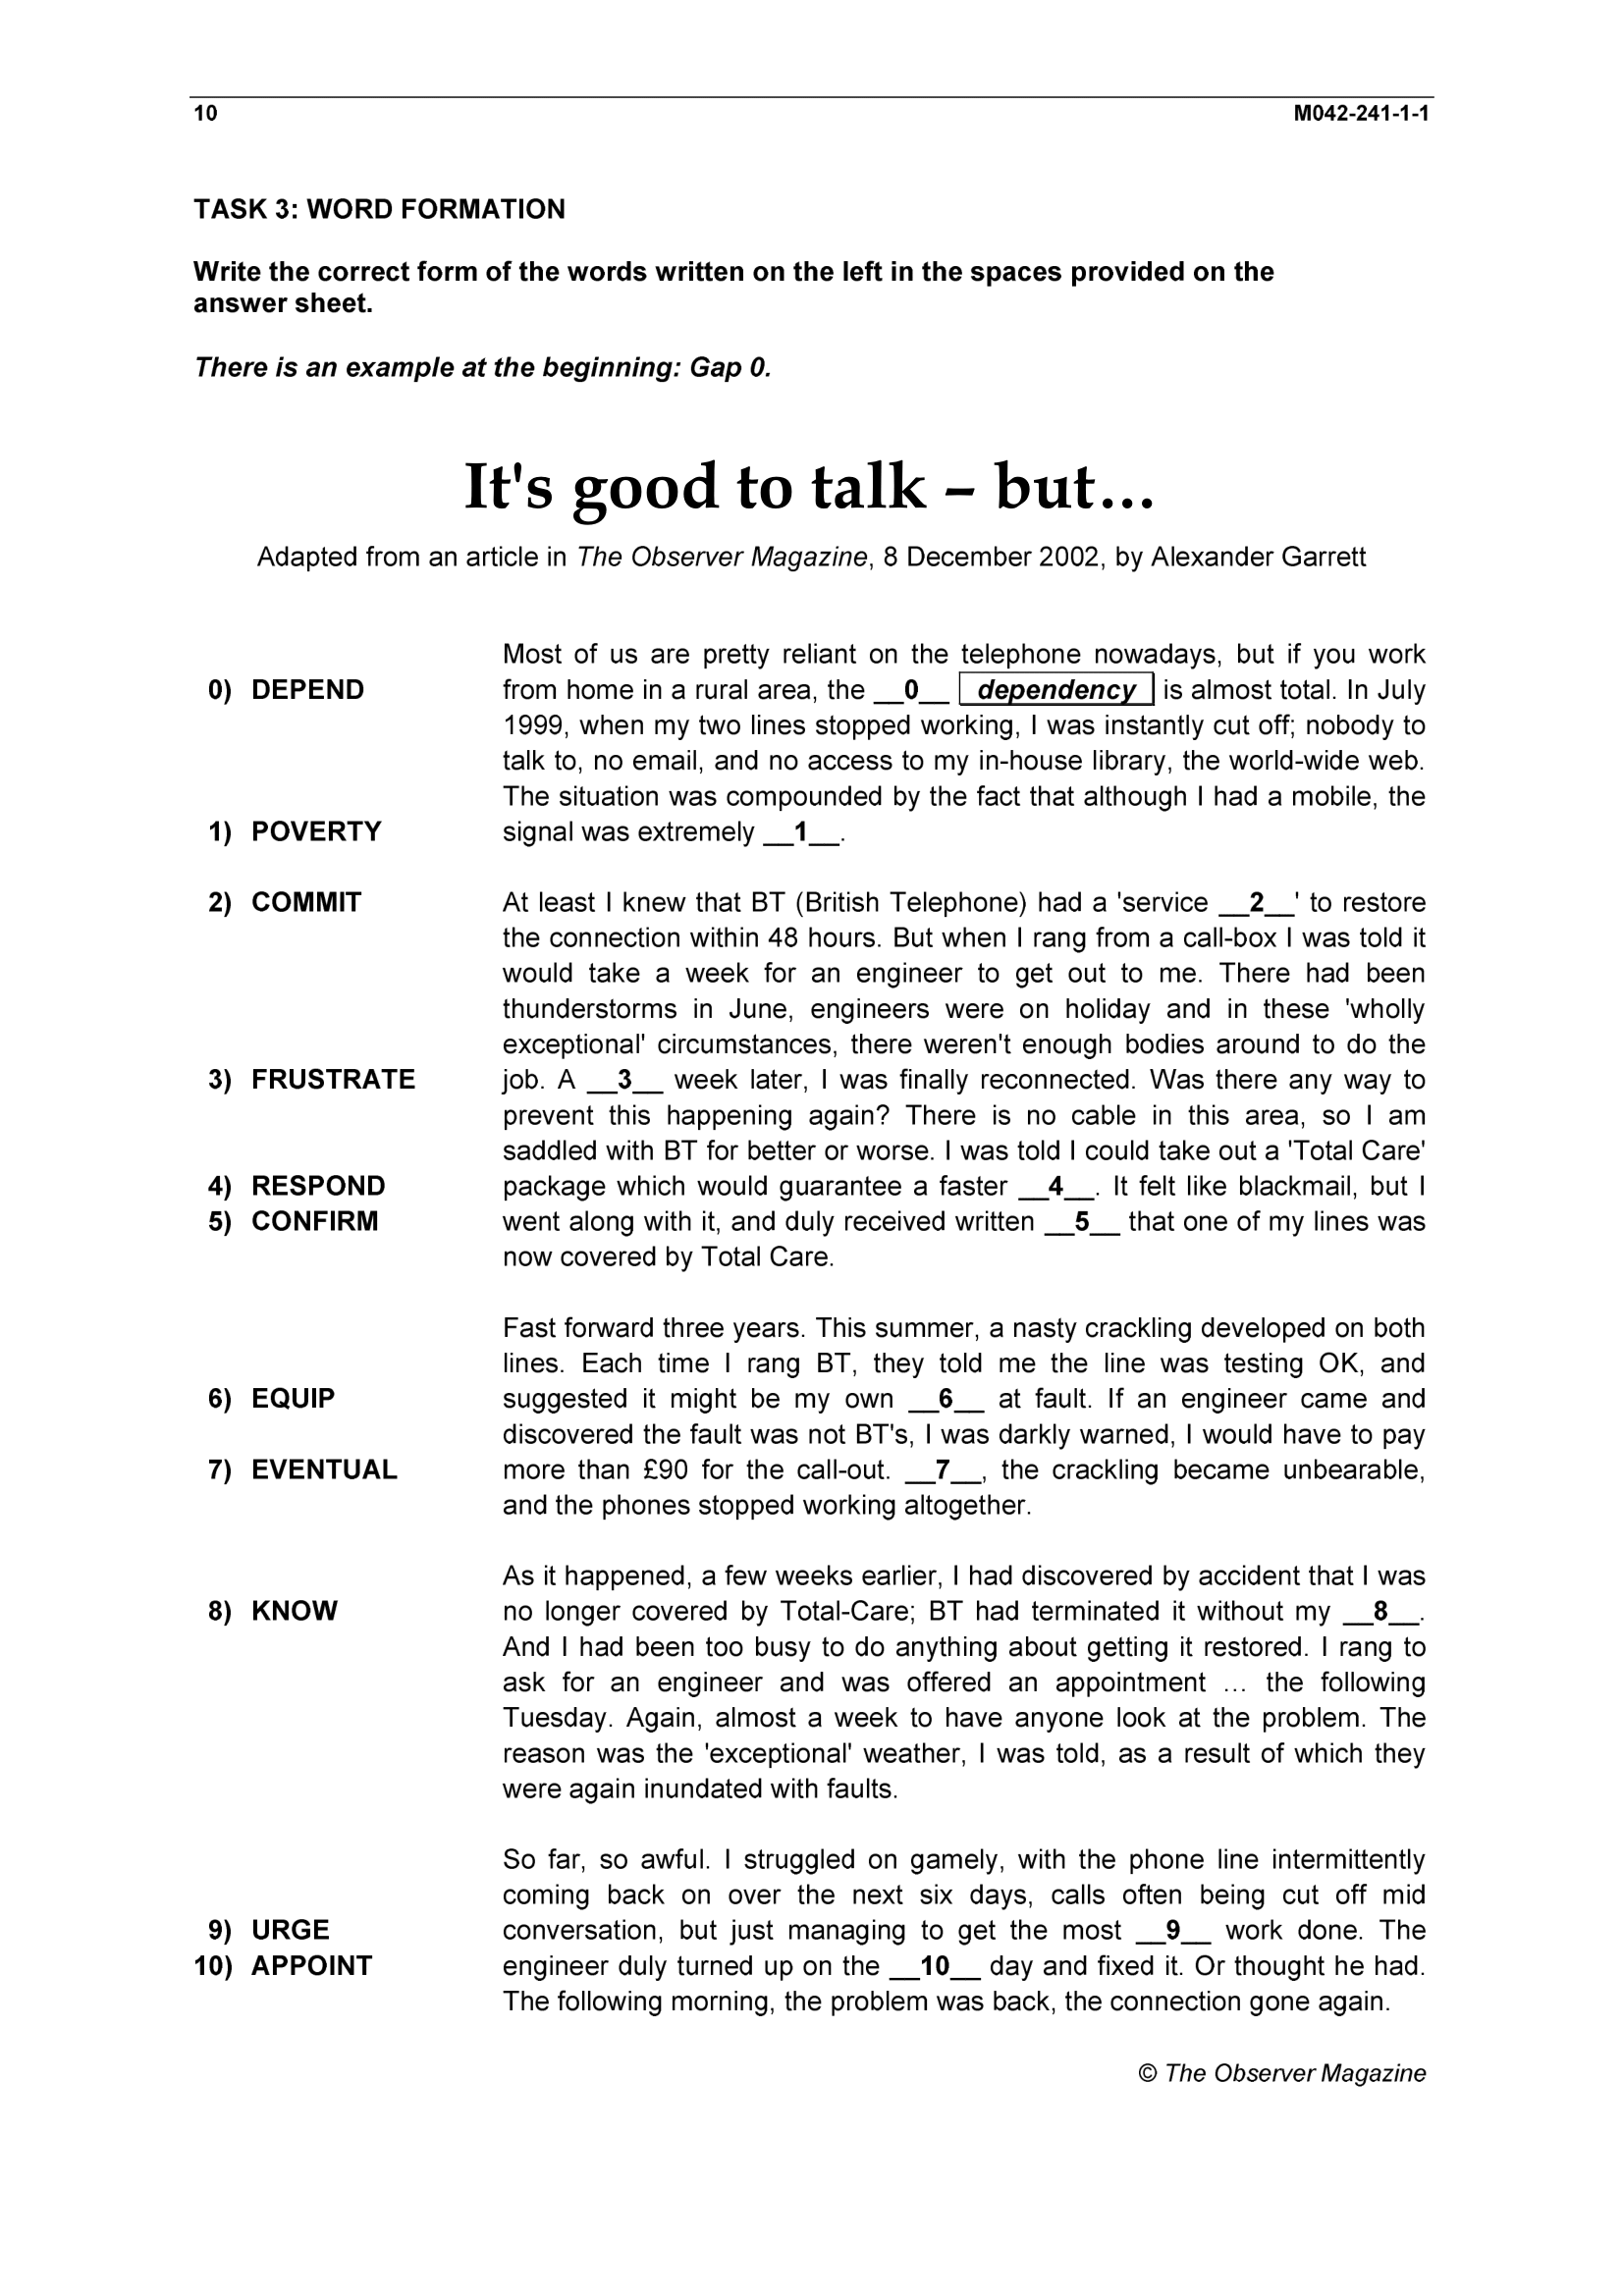 10 M042-241-1-1
TASK 3: WORD FORMATION
Write the correct form of the words written on the left in the spaces provided on the
answer sheet.
There is an example at the beginning: Gap 0.
It's good to talk – but…
Adapted from an article in The Observer Magazine, 8 December 2002, by Alexander Garrett
Most of us are pretty reliant on the telephone nowadays, but if you work
0) DEPEND from home in a rural area, the __0__ dependency is almost total. In July
1999, when my two lines stopped working, I was instantly cut off; nobody to
talk to, no email, and no access to my in-house library, the world-wide web.
The situation was compounded by the fact that although I had a mobile, the
1) POVERTY signal was extremely __1__.
2) COMMIT At least I knew that BT (British Telephone) had a 'service __2__' to restore
the connection within 48 hours. But when I rang from a call-box I was told it
would take a week for an engineer to get out to me. There had been
thunderstorms in June, engineers were on holiday and in these 'wholly
exceptional' circumstances, there weren't enough bodies around to do the
3) FRUSTRATE job. A __3__ week later, I was finally reconnected. Was there any way to
prevent this happening again? There is no cable in this area, so I am
saddled with BT for better or worse. I was told I could take out a 'Total Care'
4) RESPOND package which would guarantee a faster __4__. It felt like blackmail, but I
5) CONFIRM went along with it, and duly received written __5__ that one of my lines was
now covered by Total Care.
Fast forward three years. This summer, a nasty crackling developed on both
lines. Each time I rang BT, they told me the line was testing OK, and
6) EQUIP suggested it might be my own __6__ at fault. If an engineer came and
discovered the fault was not BT's, I was darkly warned, I would have to pay
7) EVENTUAL more than £90 for the call-out. __7__, the crackling became unbearable,
and the phones stopped working altogether.
As it happened, a few weeks earlier, I had discovered by accident that I was
8) KNOW no longer covered by Total-Care; BT had terminated it without my __8__.
And I had been too busy to do anything about getting it restored. I rang to
ask for an engineer and was offered an appointment … the following
Tuesday. Again, almost a week to have anyone look at the problem. The
reason was the 'exceptional' weather, I was told, as a result of which they
were again inundated with faults.
So far, so awful. I struggled on gamely, with the phone line intermittently
coming back on over the next six days, calls often being cut off mid
9) URGE conversation, but just managing to get the most __9__ work done. The
10) APPOINT engineer duly turned up on the __10__ day and fixed it. Or thought he had.
The following morning, the problem was back, the connection gone again.
© The Observer Magazine